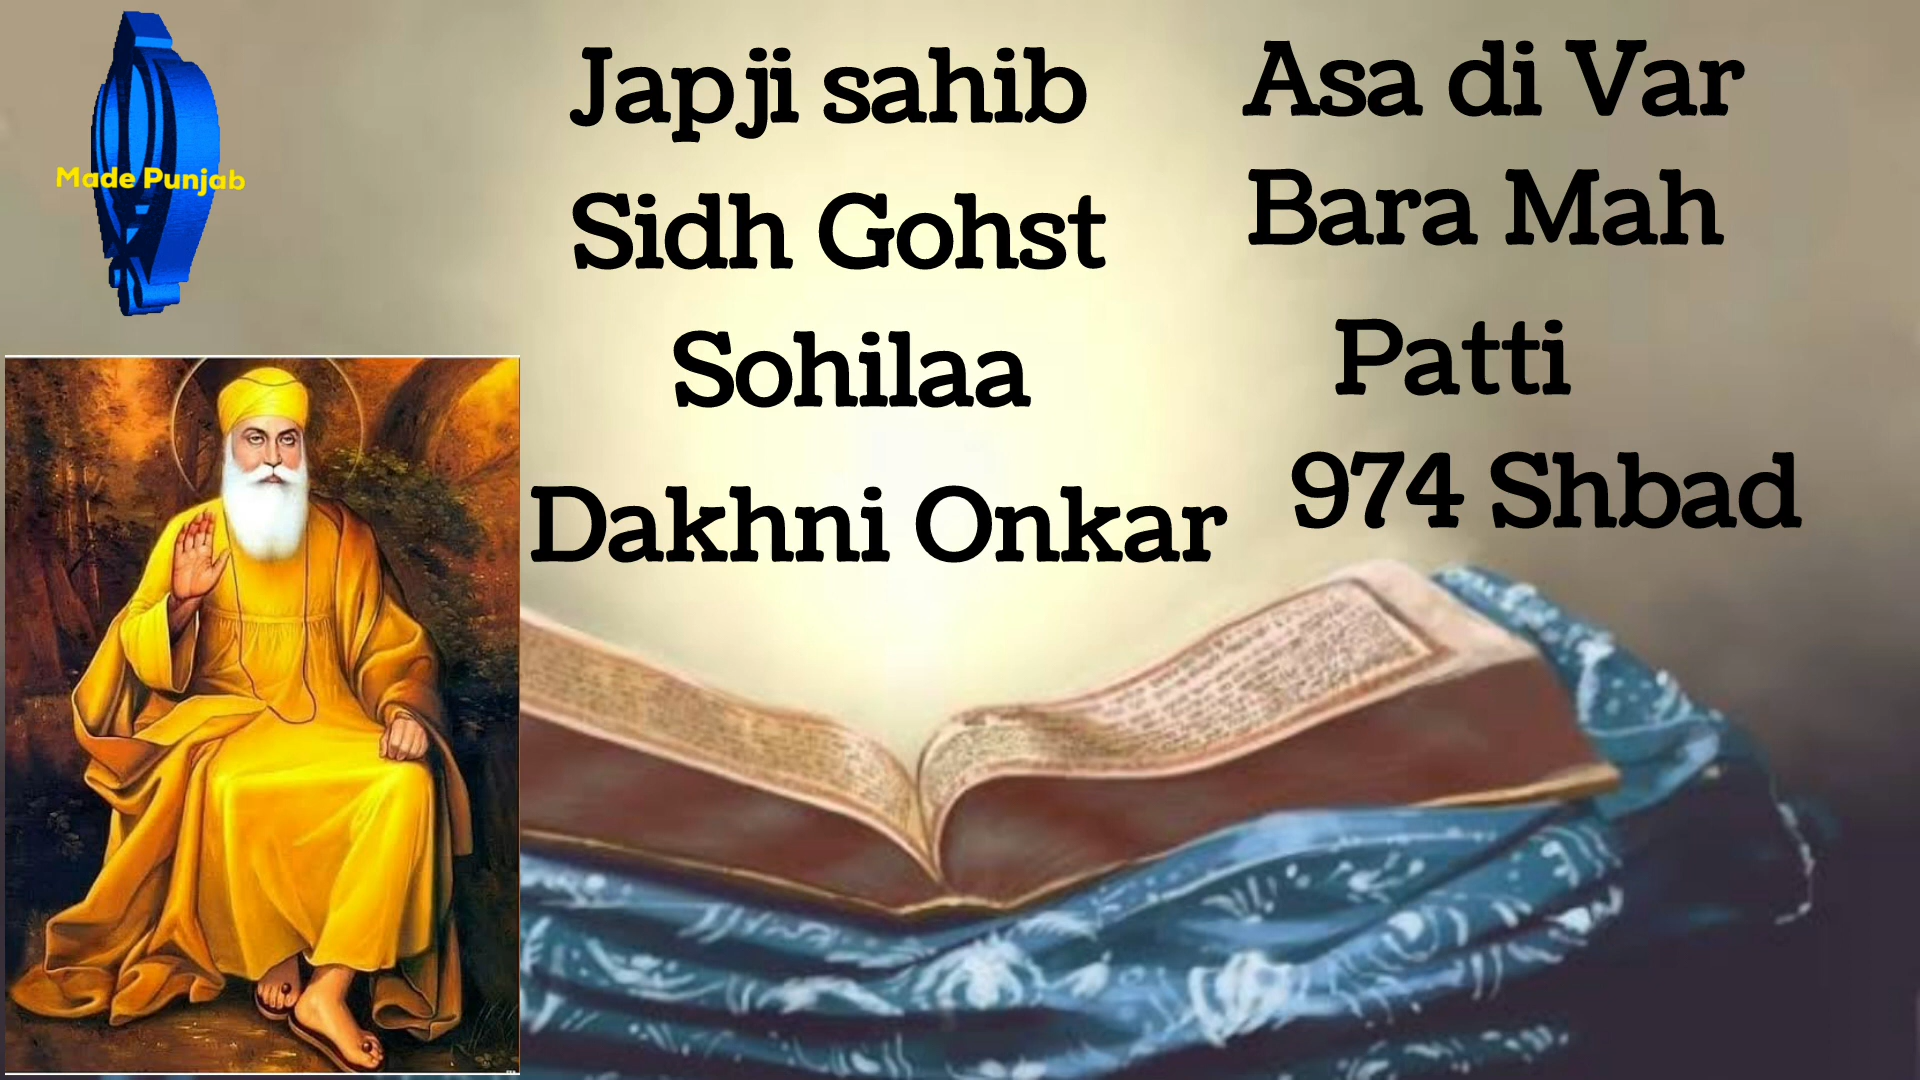 Made Punjab
Japji sahib
Sidh Gohst
Sohilaa
Dakhni Onkar
Asa di Var
Bara Mah
Patti
974 Shbad